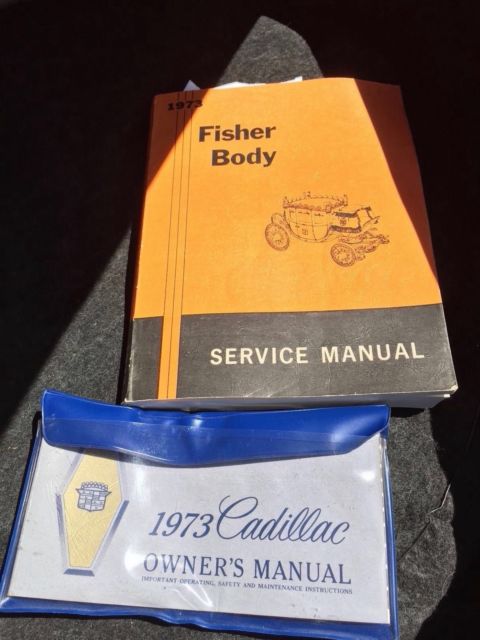 1973
Fisher
Body
SERVICE MANUAL
1973 Cadillac
OWNER'S MANUAL
IMPORTANT OPERATING, SAFETY AND MAINTENANCE INSTRUCTIONS